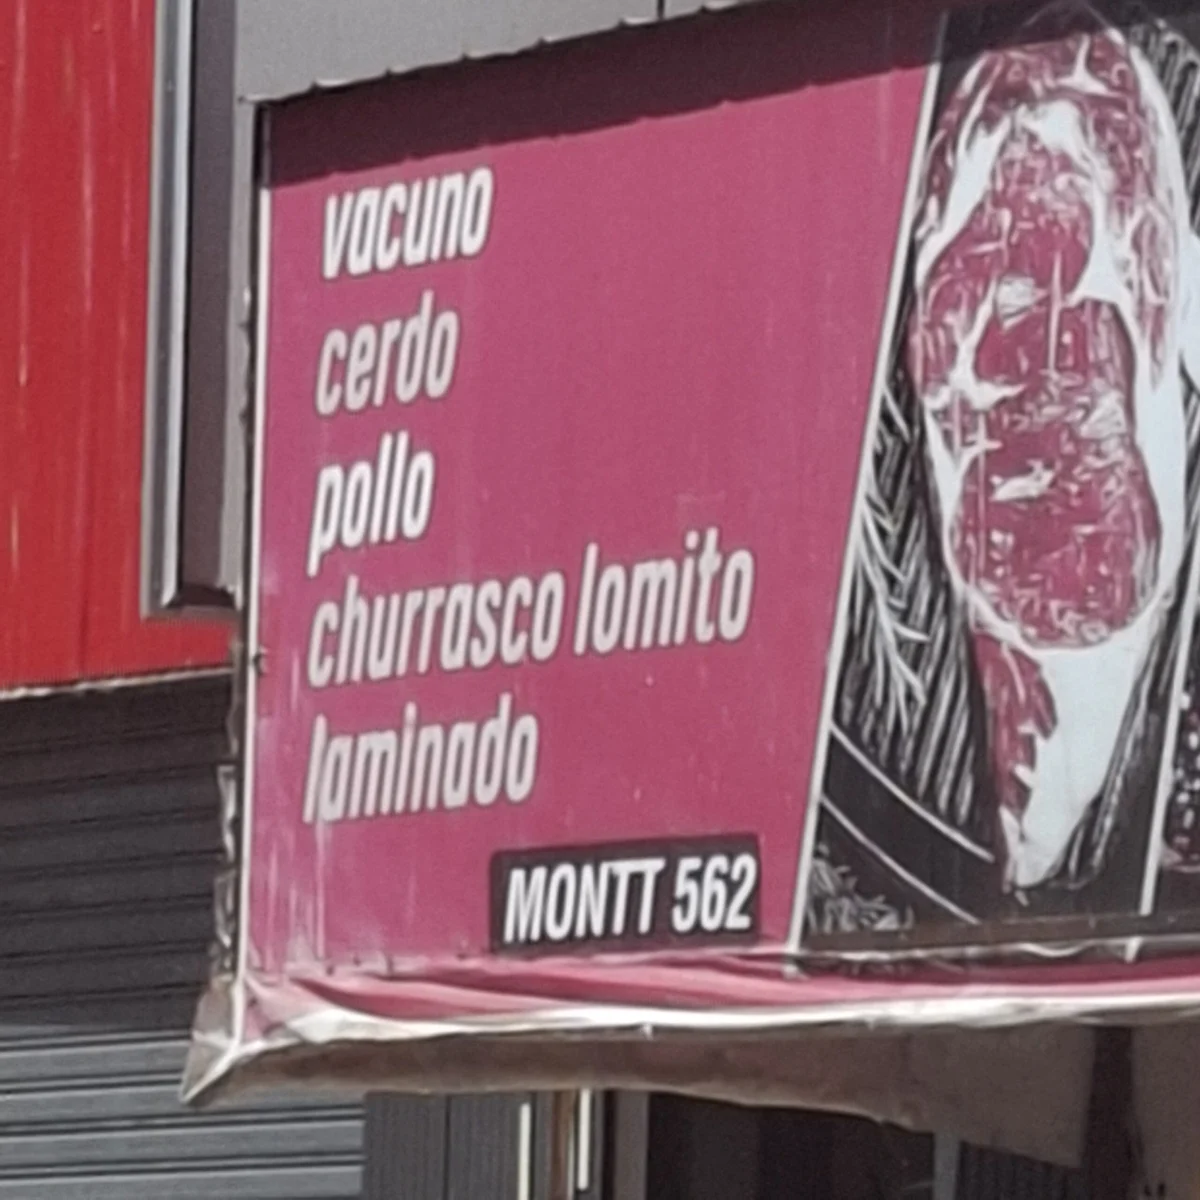 vacuno
cerdo
pollo
churrasco lomito
laminado
MONTT 562